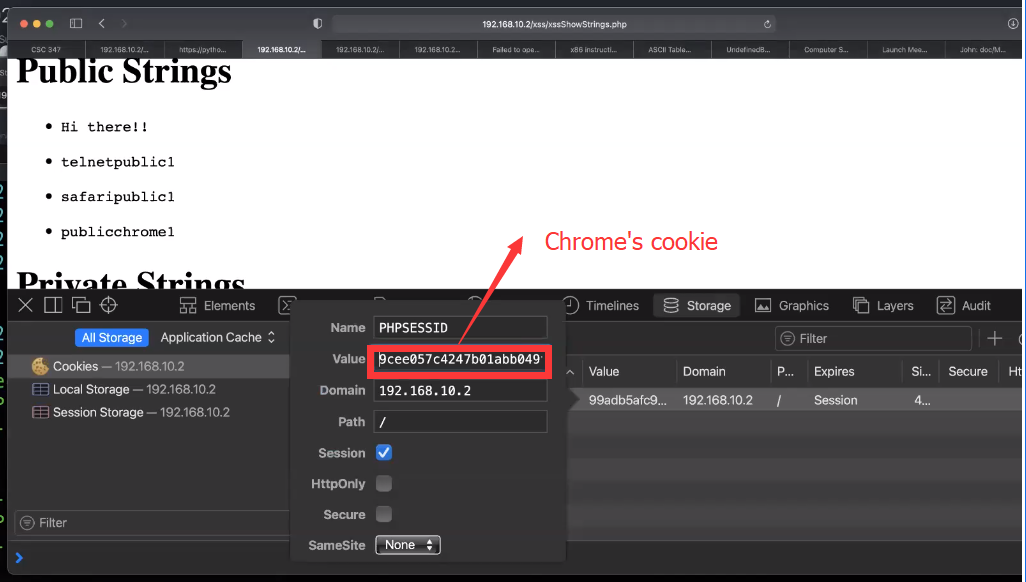 192.168.10.2/xss/xssShowStrings.php
CSC 347
192.168.10.2/...
https://pytho...
192.168.10.2/...
192.168.10.2/...
192.168.10.2...
Failed to ope...
x86 instructi...
ASCII Table...
UndefinedB...
Computer S...
Launch Mee...
John: doc/M...
Public Strings
• Hi there!!
• telnetpublic1
• safaripublic1
• publicchrome1
Chrome's cookie
Private Strings
Elements
Timelines
Storage
Graphics
Layers
Audit
All Storage
Application Cache
Filter
Cookies — 192.168.10.2
Local Storage — 192.168.10.2
Session Storage — 192.168.10.2
Filter
Name
PHPSESSID
Value
9cee057c4247b01abb049
Domain
192.168.10.2
Path
/
Session
HttpOnly
Secure
SameSite
None
Value
Domain
P...
Expires
Si...
Secure
Ht
99adb5afc9...
192.168.10.2
/
Session
4...